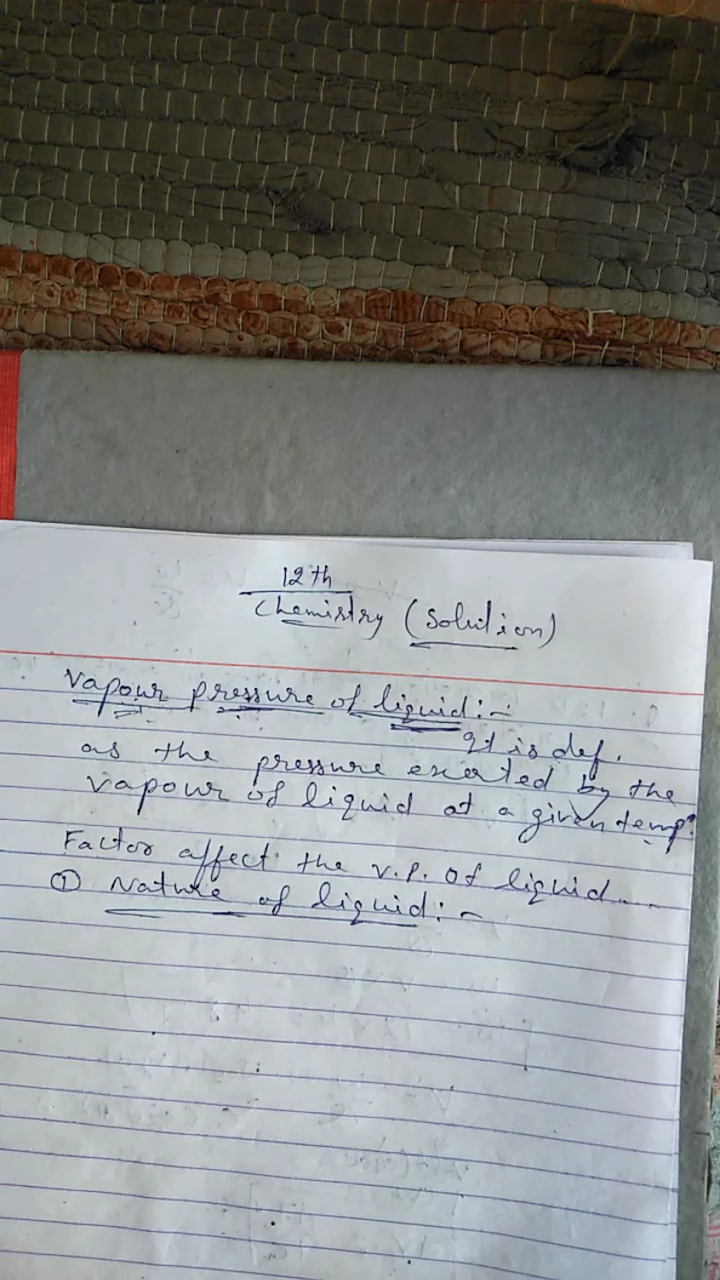 12th
Chemistry (Solution)
Vapour pressure of liquid:-
It is def.
as the pressure exerted by the
vapour of liquid at a given temp.
Factor affect the v.p. of liquid...
① Nature of liquid:-